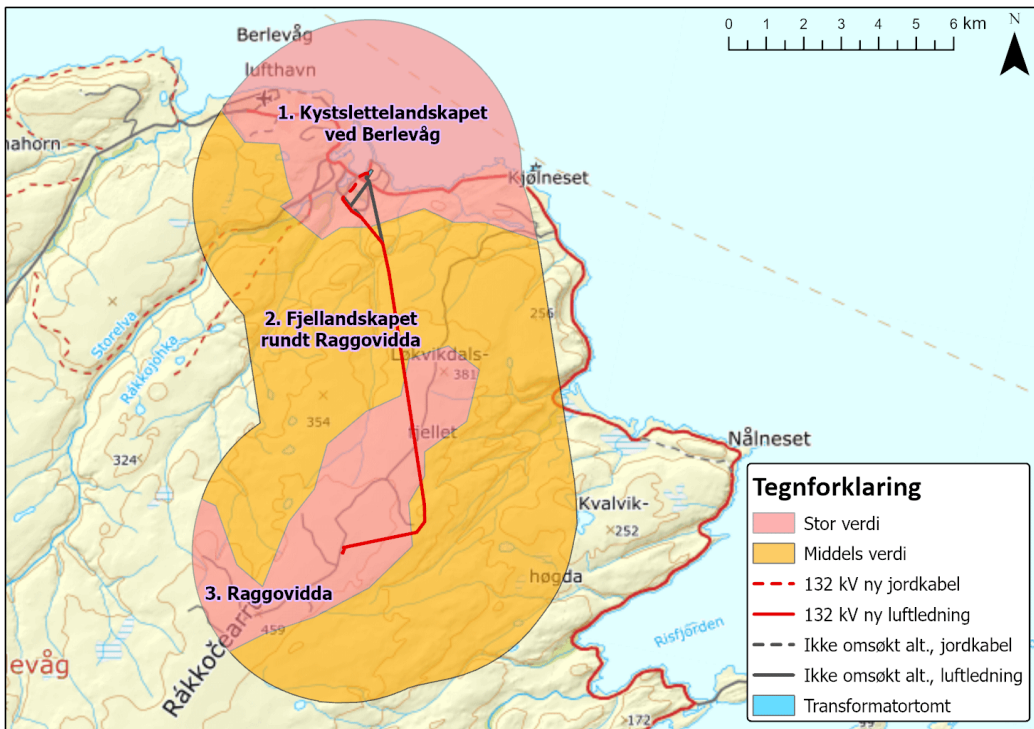 Berlevåg
lufthavn
0 1 2 3 4 6 km
N
1. Kystslettelandskapet
ved Berlevåg
nahorn
Kjølneset
2. Fjellandskapet
rundt Raggovidda
256
Storelva
Rákkojohka
Lokvikdals-
381
354
fjellet
324
Nålneset
Kvalvik-
252
høgda
3. Raggovidda
459
Rákkočearro
levåg
Risfjorden
172
99
Tegnforklaring
Stor verdi
Middels verdi
132 kV ny jordkabel
132 kV ny luftledning
Ikke omsøkt alt., jordkabel
Ikke omsøkt alt., luftledning
Transformatortomt